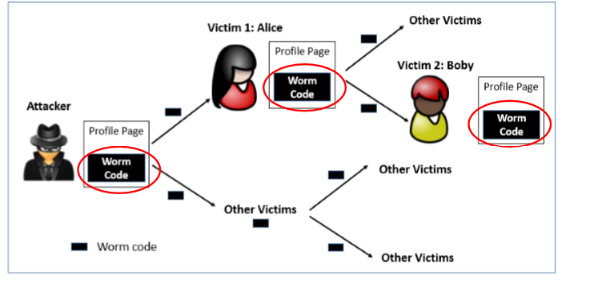 Victim 1: Alice
Other Victims
Profile Page
Worm
Code
Victim 2: Boby
Profile Page
Worm
Code
Attacker
Profile Page
Worm
Code
Other Victims
Other Victims
Worm code
Other Victims